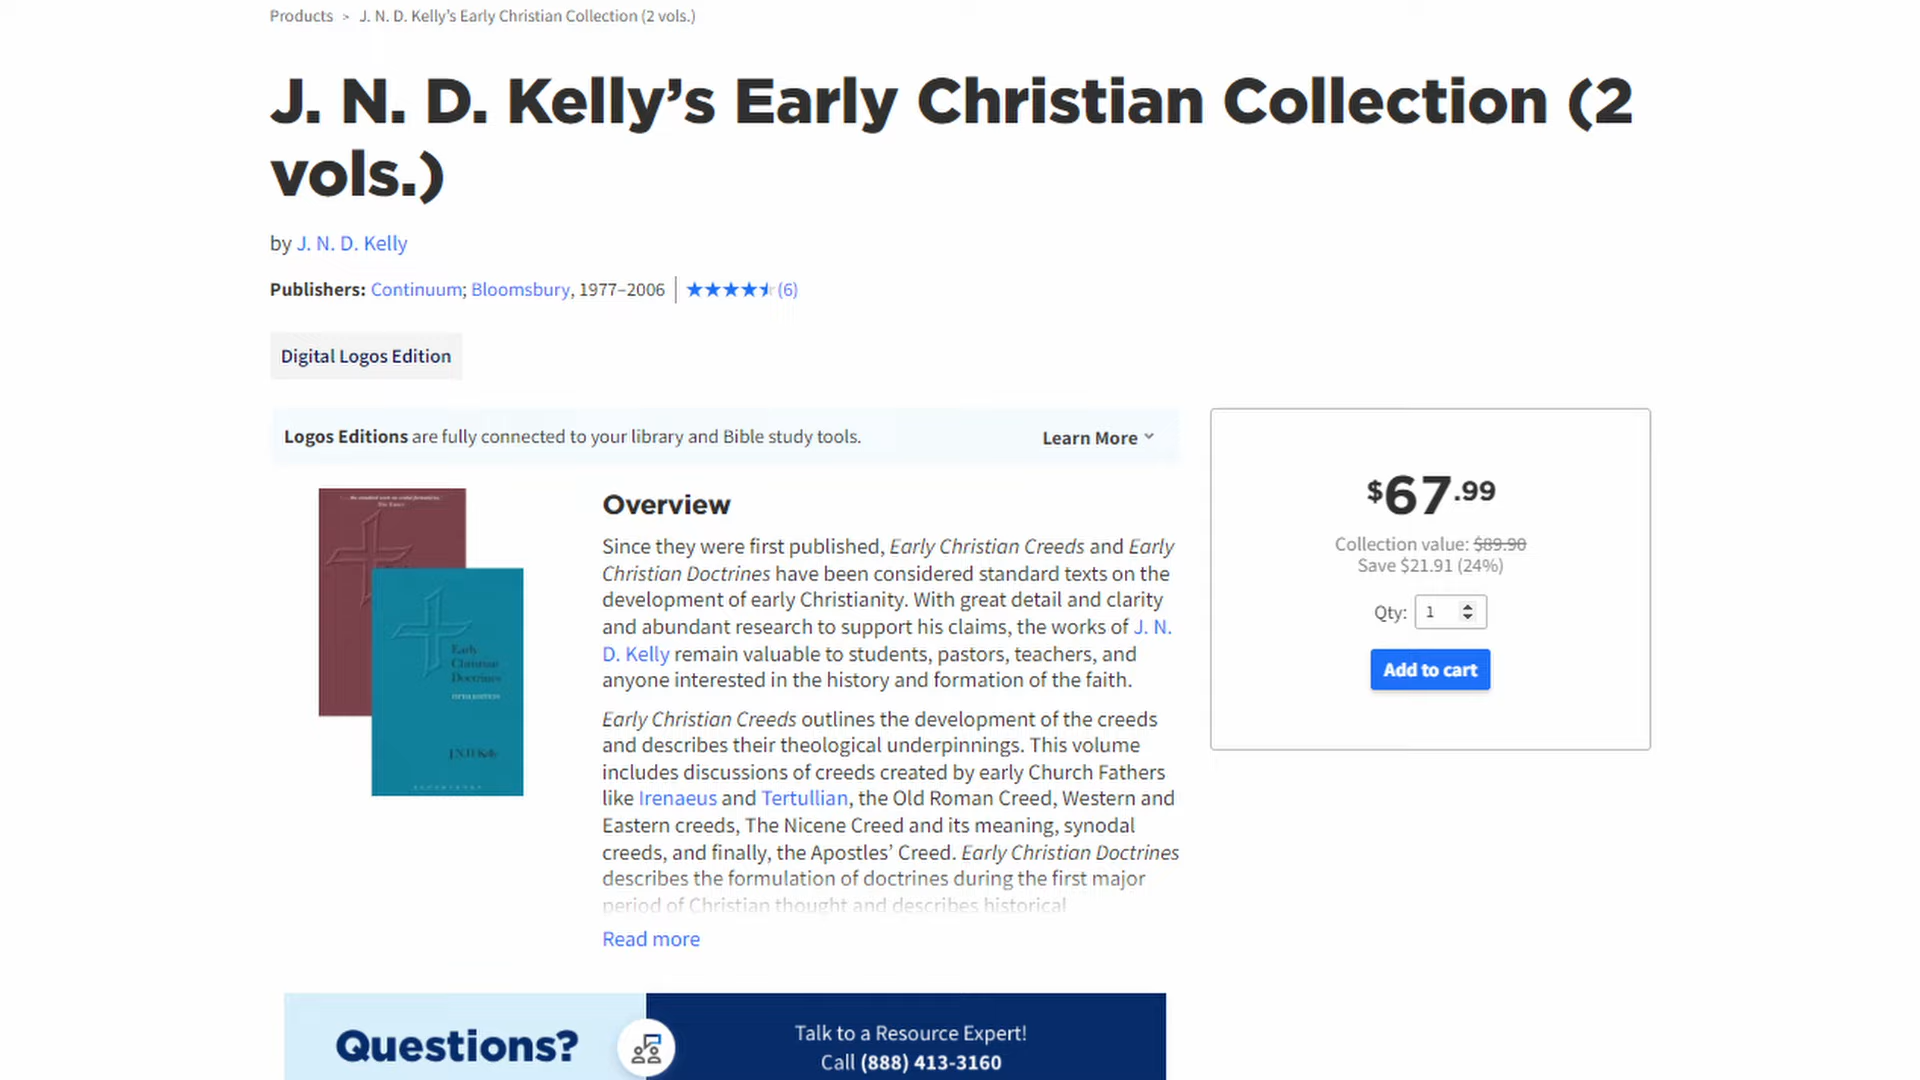 Products > J. N. D. Kelly’s Early Christian Collection (2 vols.)
J. N. D. Kelly’s Early Christian Collection (2
vols.)
by J. N. D. Kelly
Publishers: Continuum; Bloomsbury, 1977–2006 (6)
Digital Logos Edition
Logos Editions are fully connected to your library and Bible study tools.
Learn More
Early
Christian
Doctrines
J.N.D. Kelly
BLOOMSBURY
Overview
Since they were first published, Early Christian Creeds and Early
Christian Doctrines have been considered standard texts on the
development of early Christianity. With great detail and clarity
and abundant research to support his claims, the works of J. N.
D. Kelly remain valuable to students, pastors, teachers, and
anyone interested in the history and formation of the faith.
Early Christian Creeds outlines the development of the creeds
and describes their theological underpinnings. This volume
includes discussions of creeds created by early Church Fathers
like Irenaeus and Tertullian, the Old Roman Creed, Western and
Eastern creeds, The Nicene Creed and its meaning, synodal
creeds, and finally, the Apostles’ Creed. Early Christian Doctrines
describes the formulation of doctrines during the first major
period of Christian thought and describes historical
Read more
$67.99
Collection value: $89.90
Save $21.91 (24%)
Qty: 1
Add to cart
Questions?
Talk to a Resource Expert!
Call (888) 413-3160